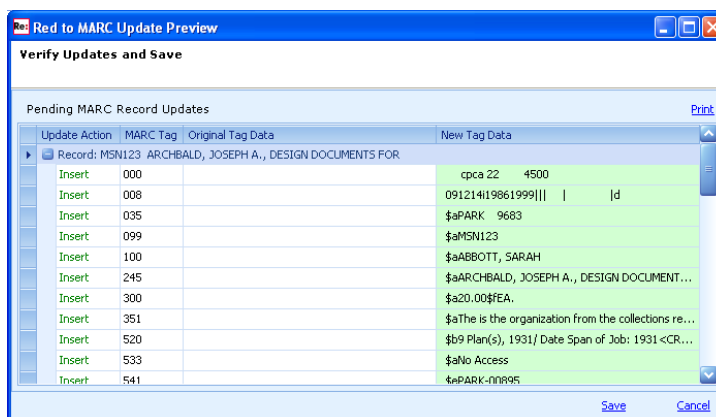 Re: Red to MARC Update Preview
Verify Updates and Save
Pending MARC Record Updates Print
Update Action MARC Tag Original Tag Data New Tag Data
Record: MSN123 ARCHBALD, JOSEPH A., DESIGN DOCUMENTS FOR
Insert 000 cpca 22 4500
Insert 008 091214i19861999||| | |d
Insert 035 $aPARK 9683
Insert 099 $aMSN123
Insert 100 $aABBOTT, SARAH
Insert 245 $aARCHBALD, JOSEPH A., DESIGN DOCUMENT...
Insert 300 $a20.00$fEA.
Insert 351 $aThe is the organization from the collections re...
Insert 520 $b9 Plan(s), 1931/ Date Span of Job: 1931<CR...
Insert 533 $aNo Access
Insert 541 $ePARK-00895
Save Cancel